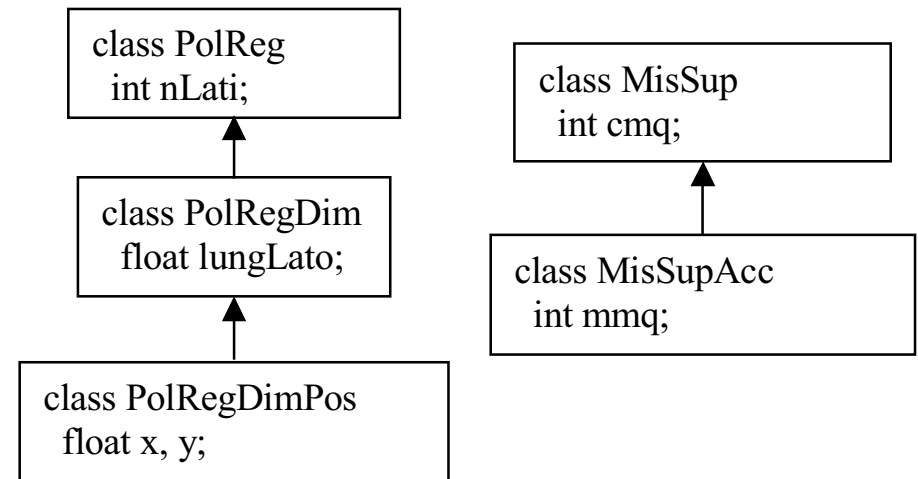 class PolReg
int nLati;
class PolRegDim
float lungLato;
class PolRegDimPos
float x, y;
class MisSup
int cmq;
class MisSupAcc
int mmq;